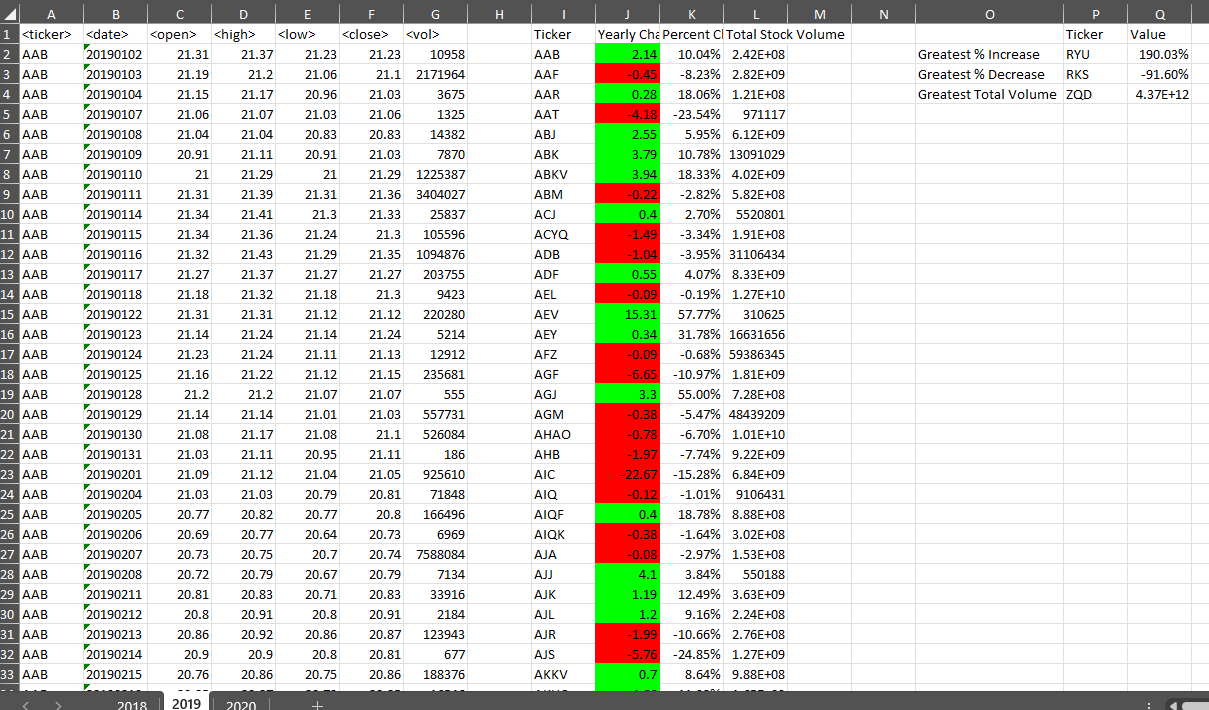 A B C D E F G H I J K L M N O P Q
1 <ticker> <date> <open> <high> <low> <close> <vol> Ticker Yearly Cha Percent Cl Total Stock Volume Ticker Value
2 AAB 20190102 21.31 21.37 21.23 21.23 10958 AAB 2.14 10.04% 2.42E+08 Greatest % Increase RYU 190.03%
3 AAB 20190103 21.19 21.2 21.06 21.1 2171964 AAF -0.45 -8.23% 2.82E+09 Greatest % Decrease RKS -91.60%
4 AAB 20190104 21.15 21.17 20.96 21.03 3675 AAR 0.28 18.06% 1.21E+08 Greatest Total Volume ZQD 4.37E+12
5 AAB 20190107 21.06 21.07 21.03 21.06 1325 AAT -4.18 -23.54% 971117
6 AAB 20190108 21.04 21.04 20.83 20.83 14382 ABJ 2.55 5.95% 6.12E+09
7 AAB 20190109 20.91 21.11 20.91 21.03 7870 ABK 3.79 10.78% 13091029
8 AAB 20190110 21 21.29 21 21.29 1225387 ABKV 3.94 18.33% 4.02E+09
9 AAB 20190111 21.31 21.39 21.31 21.36 3404027 ABM -0.22 -2.82% 5.82E+08
10 AAB 20190114 21.34 21.41 21.3 21.33 25837 ACJ 0.4 2.70% 5520801
11 AAB 20190115 21.34 21.36 21.24 21.3 105596 ACYQ -1.49 -3.34% 1.91E+08
12 AAB 20190116 21.32 21.43 21.29 21.35 1094876 ADB -1.04 -3.95% 31106434
13 AAB 20190117 21.27 21.37 21.27 21.27 203755 ADF 0.55 4.07% 8.33E+09
14 AAB 20190118 21.18 21.32 21.18 21.3 9423 AEL -0.09 -0.19% 1.27E+10
15 AAB 20190122 21.31 21.31 21.12 21.12 220280 AEV 15.31 57.77% 310625
16 AAB 20190123 21.14 21.24 21.14 21.24 5214 AEY 0.34 31.78% 16631656
17 AAB 20190124 21.23 21.24 21.11 21.13 12912 AFZ -0.09 -0.68% 59386345
18 AAB 20190125 21.16 21.22 21.12 21.15 235681 AGF -6.65 -10.97% 1.81E+09
19 AAB 20190128 21.2 21.2 21.07 21.07 555 AGJ 3.3 55.00% 7.28E+08
20 AAB 20190129 21.14 21.14 21.01 21.03 557731 AGM -0.38 -5.47% 48439209
21 AAB 20190130 21.08 21.17 21.08 21.1 526084 AHAO -0.78 -6.70% 1.01E+10
22 AAB 20190131 21.03 21.11 20.95 21.11 186 AHB -1.97 -7.74% 9.22E+09
23 AAB 20190201 21.09 21.12 21.04 21.05 925610 AIC -22.67 -15.28% 6.84E+09
24 AAB 20190204 21.03 21.03 20.79 20.81 71848 AIQ -0.12 -1.01% 9106431
25 AAB 20190205 20.77 20.82 20.77 20.8 166496 AIQF 0.4 18.78% 8.88E+08
26 AAB 20190206 20.69 20.77 20.64 20.73 6969 AIQK -0.38 -1.64% 3.02E+08
27 AAB 20190207 20.73 20.75 20.7 20.74 7588084 AJA -0.08 -2.97% 1.53E+08
28 AAB 20190208 20.72 20.79 20.67 20.79 7134 AJJ 4.1 3.84% 550188
29 AAB 20190211 20.81 20.83 20.71 20.83 33916 AJK 1.19 12.49% 3.63E+09
30 AAB 20190212 20.8 20.91 20.8 20.91 2184 AJL 1.2 9.16% 2.24E+08
31 AAB 20190213 20.86 20.92 20.86 20.87 123943 AJR -1.99 -10.66% 2.76E+08
32 AAB 20190214 20.9 20.9 20.8 20.81 677 AJS -5.76 -24.85% 1.27E+09
33 AAB 20190215 20.76 20.86 20.75 20.86 188376 AKKV 0.7 8.64% 9.88E+08
2018 2019 2020